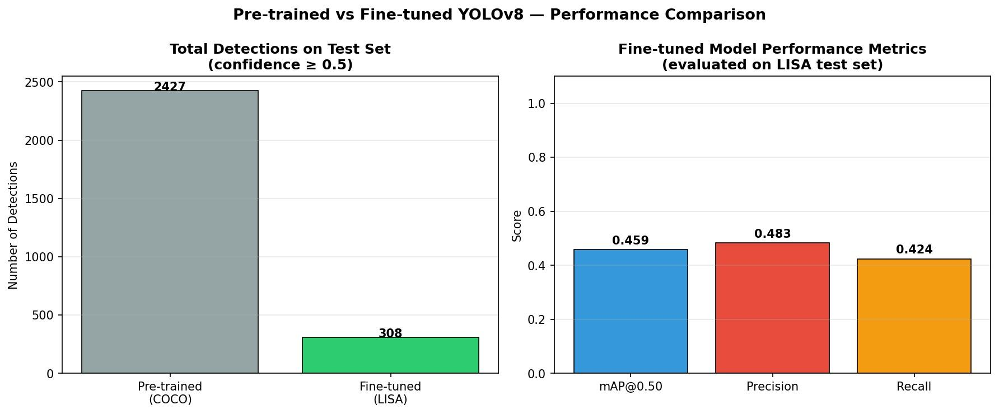 Pre-trained vs Fine-tuned YOLOv8 — Performance Comparison
Total Detections on Test Set
(confidence ≥ 0.5)
Number of Detections
2500
2000
1500
1000
500
0
2427
308
Pre-trained
(COCO)
Fine-tuned
(LISA)
Fine-tuned Model Performance Metrics
(evaluated on LISA test set)
Score
1.0
0.8
0.6
0.4
0.2
0.0
0.459
0.483
0.424
mAP@0.50
Precision
Recall